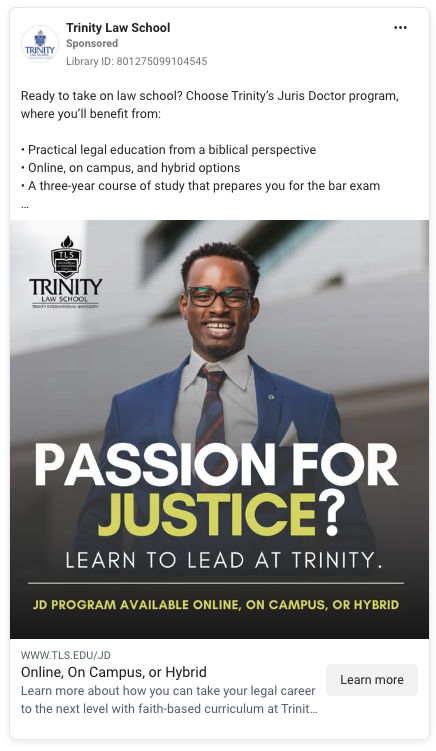 Trinity Law School
Sponsored
Library ID: 801275099104545
Ready to take on law school? Choose Trinity’s Juris Doctor program,
where you’ll benefit from:
• Practical legal education from a biblical perspective
• Online, on campus, and hybrid options
• A three-year course of study that prepares you for the bar exam
...
TLS
TRINITY
LAW SCHOOL
TRINITY INTERNATIONAL UNIVERSITY
PASSION FOR
JUSTICE?
LEARN TO LEAD AT TRINITY.
JD PROGRAM AVAILABLE ONLINE, ON CAMPUS, OR HYBRID
WWW.TLS.EDU/JD
Online, On Campus, or Hybrid
Learn more about how you can take your legal career
to the next level with faith-based curriculum at Trinit...
Learn more